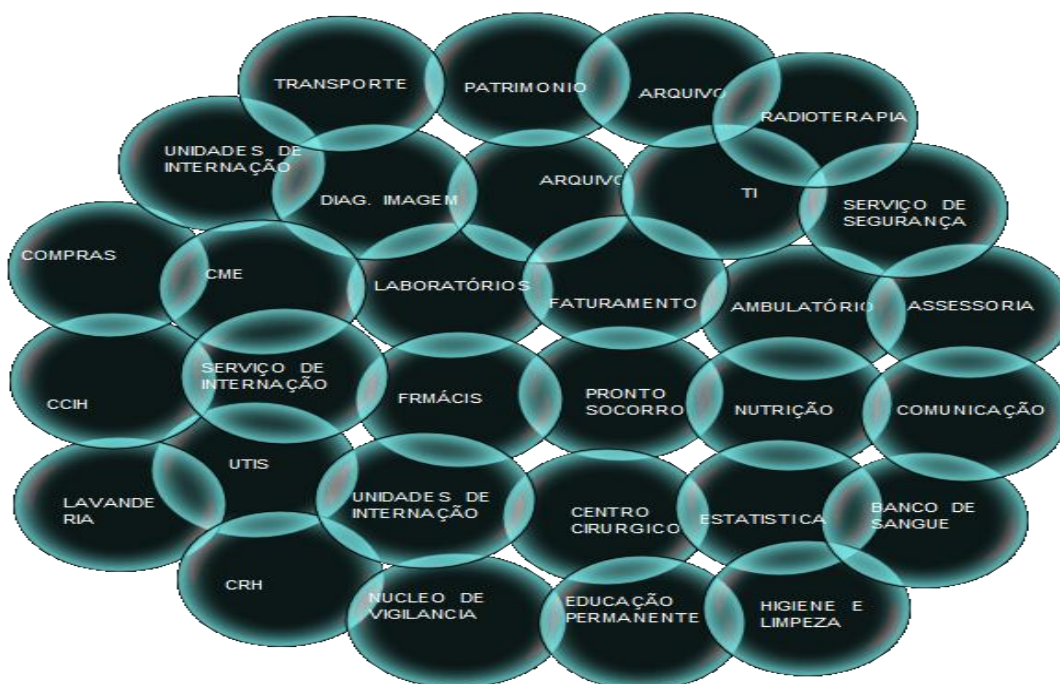 TRANSPORTE
PATRIMONIO
ARQUIVO
RADIOTERAPIA
UNIDADES DE
INTERNAÇÃO
DIAG. IMAGEM
ARQUIVO
TI
SERVIÇO DE
SEGURANÇA
COMPRAS
CME
LABORATÓRIOS
FATURAMENTO
AMBULATÓRIO
ASSESSORIA
CCIH
SERVIÇO DE
INTERNAÇÃO
FRMÁCIS
PRONTO
SOCORRO
NUTRIÇÃO
COMUNICAÇÃO
LAVANDE
RIA
UTIS
UNIDADES DE
INTERNAÇÃO
CENTRO
CIRURGICO
ESTATISTICA
BANCO DE
SANGUE
CRH
NUCLEO DE
VIGILANCIA
EDUCAÇÃO
PERMANENTE
HIGIENE E
LIMPEZA